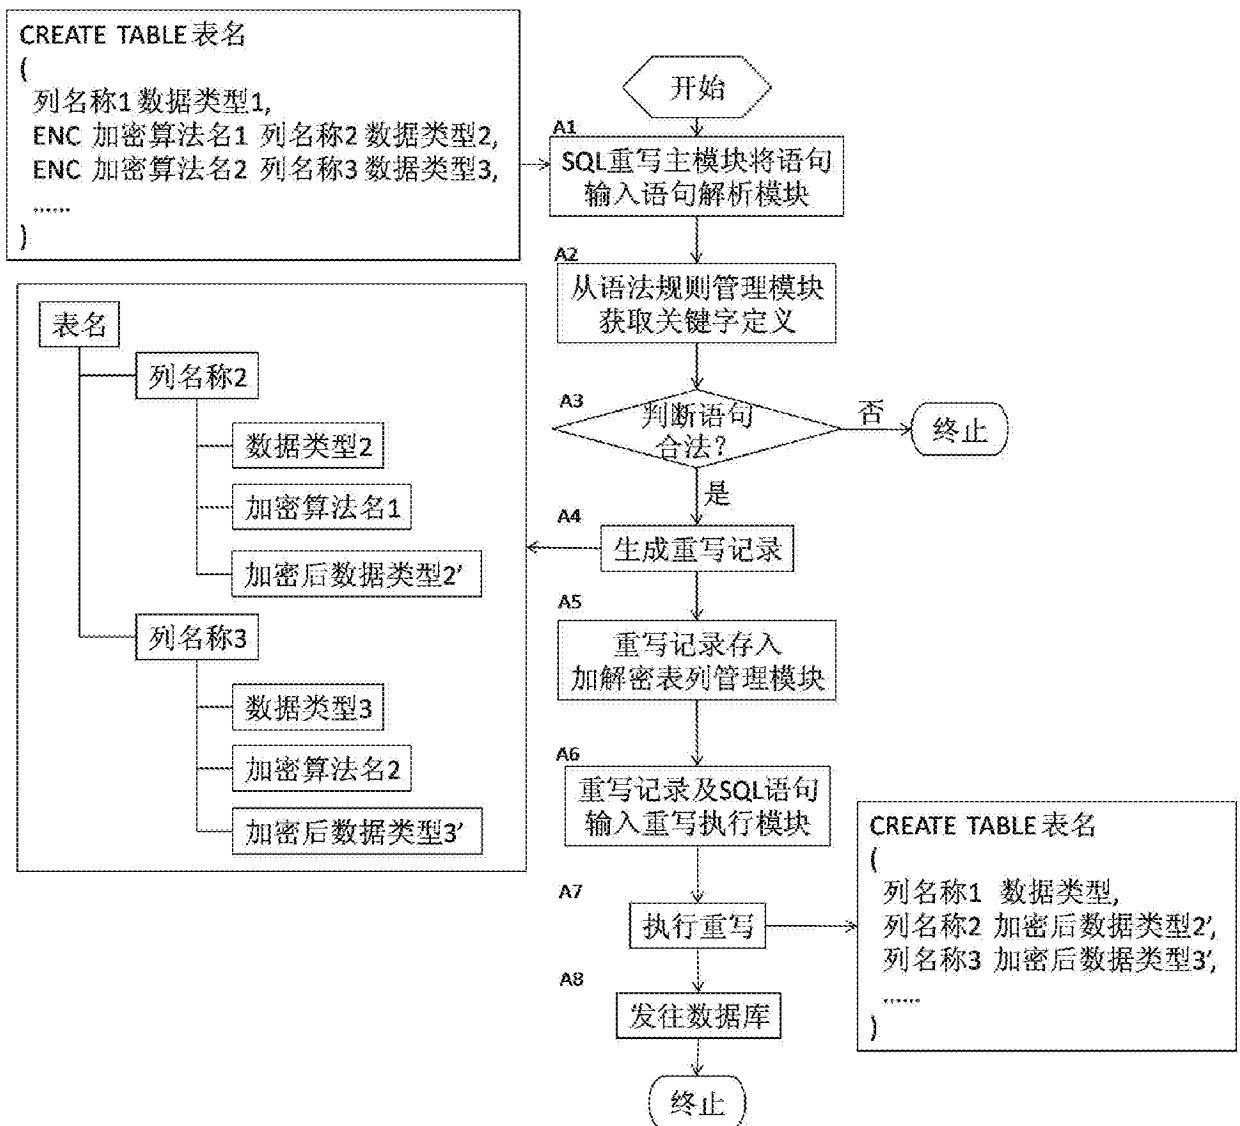 CREATE TABLE 表名
(
列名称1 数据类型1,
ENC 加密算法名1 列名称2 数据类型2,
ENC 加密算法名2 列名称3 数据类型3,
……
)
开始
A1
SQL重写主模块将语句
输入语句解析模块
A2
从语法规则管理模块
获取关键字定义
A3
判断语句
合法?
否
终止
是
A4
生成重写记录
表名
列名称2
数据类型2
加密算法名1
加密后数据类型2’
列名称3
数据类型3
加密算法名2
加密后数据类型3’
A5
重写记录存入
加解密表列管理模块
A6
重写记录及SQL语句
输入重写执行模块
A7
执行重写
CREATE TABLE 表名
(
列名称1 数据类型,
列名称2 加密后数据类型2’,
列名称3 加密后数据类型3’,
……
)
A8
发往数据库
终止